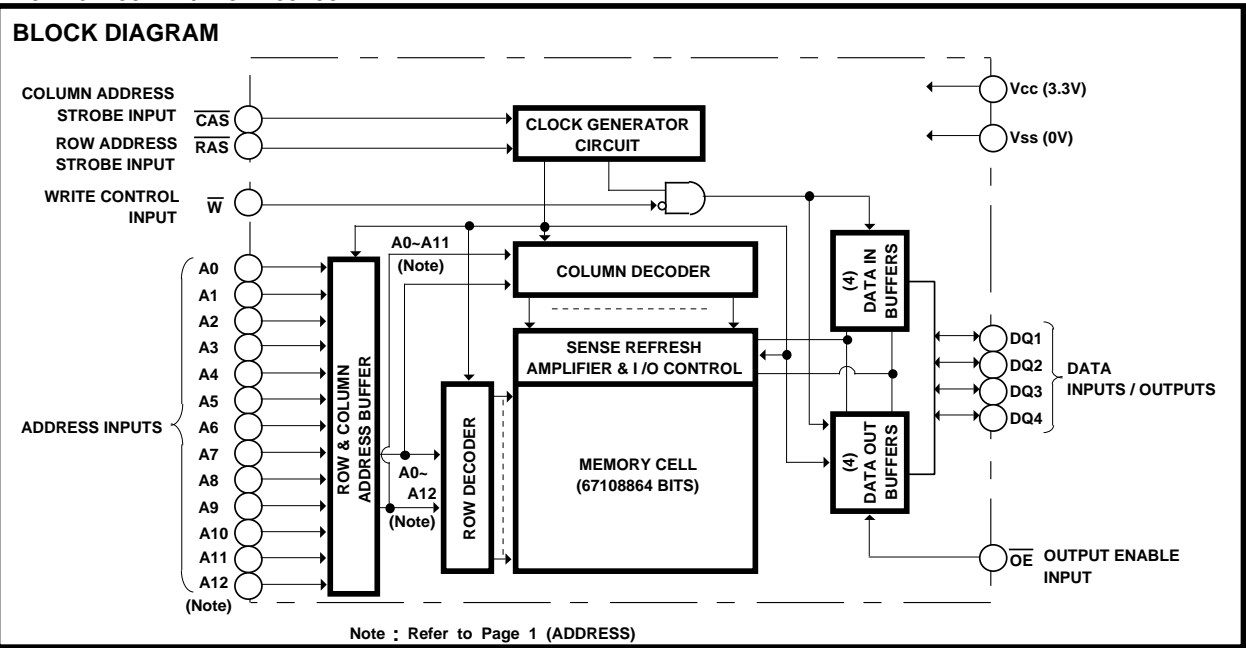 BLOCK DIAGRAM
COLUMN ADDRESS
STROBE INPUT
CAS
ROW ADDRESS
STROBE INPUT
RAS
WRITE CONTROL
INPUT
W
CLOCK GENERATOR
CIRCUIT
Vcc (3.3V)
Vss (0V)
ADDRESS INPUTS
A0
A1
A2
A3
A4
A5
A6
A7
A8
A9
A10
A11
A12
(Note)
ROW & COLUMN
ADDRESS BUFFER
A0~A11
(Note)
A0~
A12
(Note)
ROW DECODER
COLUMN DECODER
SENSE REFRESH
AMPLIFIER & I /O CONTROL
MEMORY CELL
(67108864 BITS)
(4)
DATA IN
BUFFERS
(4)
DATA OUT
BUFFERS
DQ1
DQ2
DQ3
DQ4
DATA
INPUTS / OUTPUTS
OE
OUTPUT ENABLE
INPUT
Note : Refer to Page 1 (ADDRESS)